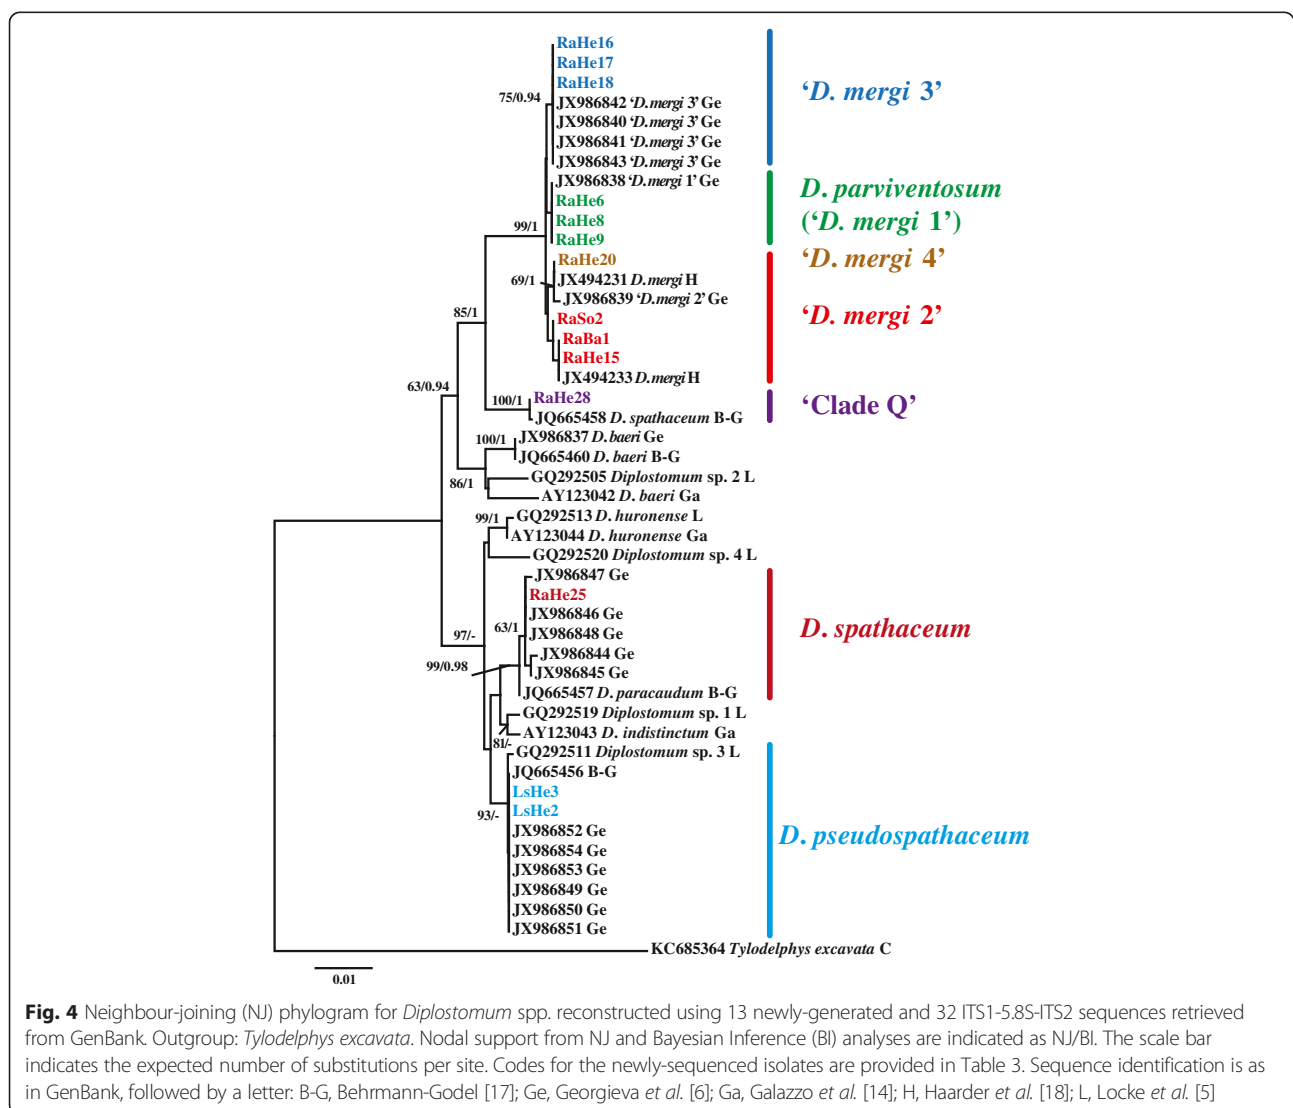 RaHe16
RaHe17
RaHe18
75/0.94
JX986842 ‘D.mergi 3’ Ge
JX986840 ‘D.mergi 3’ Ge
JX986841 ‘D.mergi 3’ Ge
JX986843 ‘D.mergi 3’ Ge
‘D. mergi 3’
JX986838 ‘D.mergi 1’ Ge
RaHe6
RaHe8
RaHe9
99/1
D. parviventosum
(‘D. mergi 1’)
RaHe20
‘D. mergi 4’
69/1
JX494231 D.mergi H
JX986839 ‘D.mergi 2’ Ge
RaSo2
RaBa1
RaHe15
JX494233 D.mergi H
‘D. mergi 2’
85/1
63/0.94
RaHe28
100/1
JQ665458 D. spathaceum B-G
‘Clade Q’
100/1
JX986837 D.baeri Ge
JQ665460 D. baeri B-G
86/1
GQ292505 Diplostomum sp. 2 L
AY123042 D. baeri Ga
99/1
GQ292513 D. huronense L
AY123044 D. huronense Ga
GQ292520 Diplostomum sp. 4 L
JX986847 Ge
RaHe25
JX986846 Ge
63/1
JX986848 Ge
97/-
JX986844 Ge
99/0.98
JX986845 Ge
JQ665457 D. paracaudum B-G
D. spathaceum
GQ292519 Diplostomum sp. 1 L
AY123043 D. indistinctum Ga
81/-
GQ292511 Diplostomum sp. 3 L
JQ665456 B-G
LsHe3
LsHe2
93/-
JX986852 Ge
JX986854 Ge
JX986853 Ge
JX986849 Ge
JX986850 Ge
JX986851 Ge
D. pseudospathaceum
KC685364 Tylodelphys excavata C
0.01
Fig. 4 Neighbour-joining (NJ) phylogram for Diplostomum spp. reconstructed using 13 newly-generated and 32 ITS1-5.8S-ITS2 sequences retrieved
from GenBank. Outgroup: Tylodelphys excavata. Nodal support from NJ and Bayesian Inference (BI) analyses are indicated as NJ/BI. The scale bar
indicates the expected number of substitutions per site. Codes for the newly-sequenced isolates are provided in Table 3. Sequence identification is as
in GenBank, followed by a letter: B-G, Behrmann-Godel [17]; Ge, Georgieva et al. [6]; Ga, Galazzo et al. [14]; H, Haarder et al. [18]; L, Locke et al. [5]